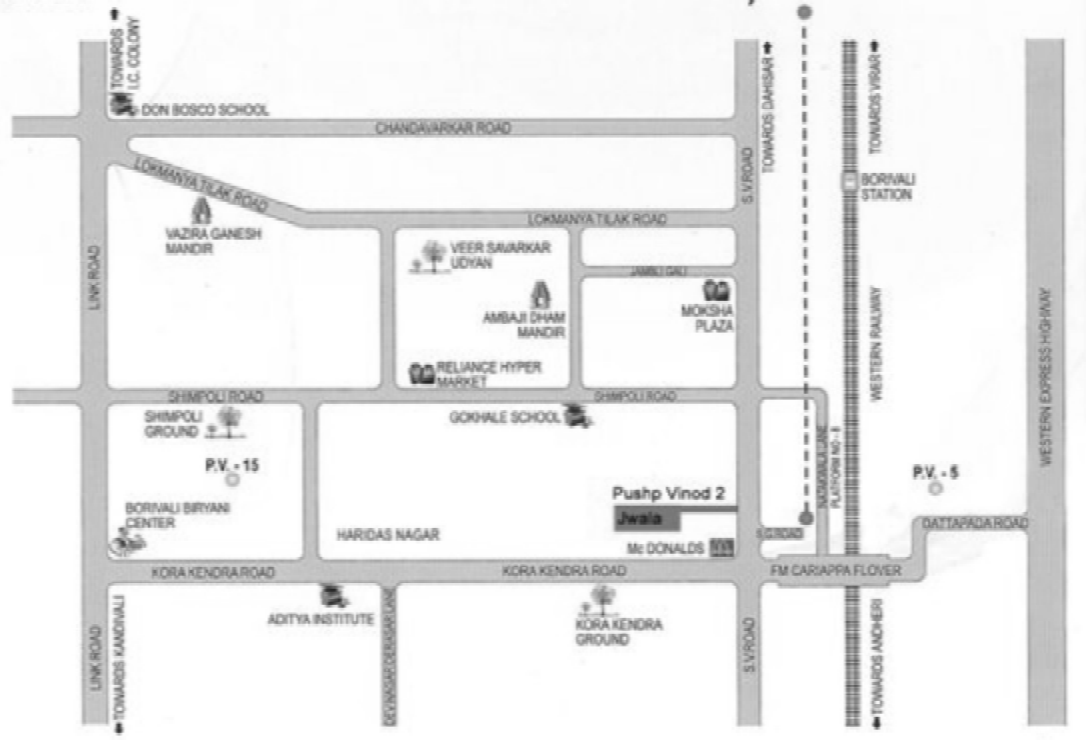 TOWARDS
I.C. COLONY
DON BOSCO SCHOOL
CHANDAVARKAR ROAD
TOWARDS DAHISAR
TOWARDS VIRAR
LOKMANYA TILAK ROAD
S.V.ROAD
BORIVALI
STATION
VAZIRA GANESH
MANDIR
LOKMANYA TILAK ROAD
LINK ROAD
VEER SAVARKAR
UDYAN
JAMBLI GALI
AMBAJI DHAM
MANDIR
MOKSHA
PLAZA
WESTERN RAILWAY
WESTERN EXPRESS HIGHWAY
RELIANCE HYPER
MARKET
SHIMPOLI ROAD
SHIMPOLI ROAD
SHIMPOLI
GROUND
GOKHALE SCHOOL
PLATFORM NO - 8
P.V. - 15
P.V. - 5
Pushp Vinod 2
Jwala
BORIVALI BIRYANI
CENTER
HARIDAS NAGAR
Mc DONALDS
S.G.ROAD
DATTAPADA ROAD
KORA KENDRA ROAD
KORA KENDRA ROAD
FM CARIAPPA FLOVER
ADITYA INSTITUTE
KORA KENDRA
GROUND
LINK ROAD
TOWARDS KANDIVALI
S.V.ROAD
TOWARDS ANDHERI